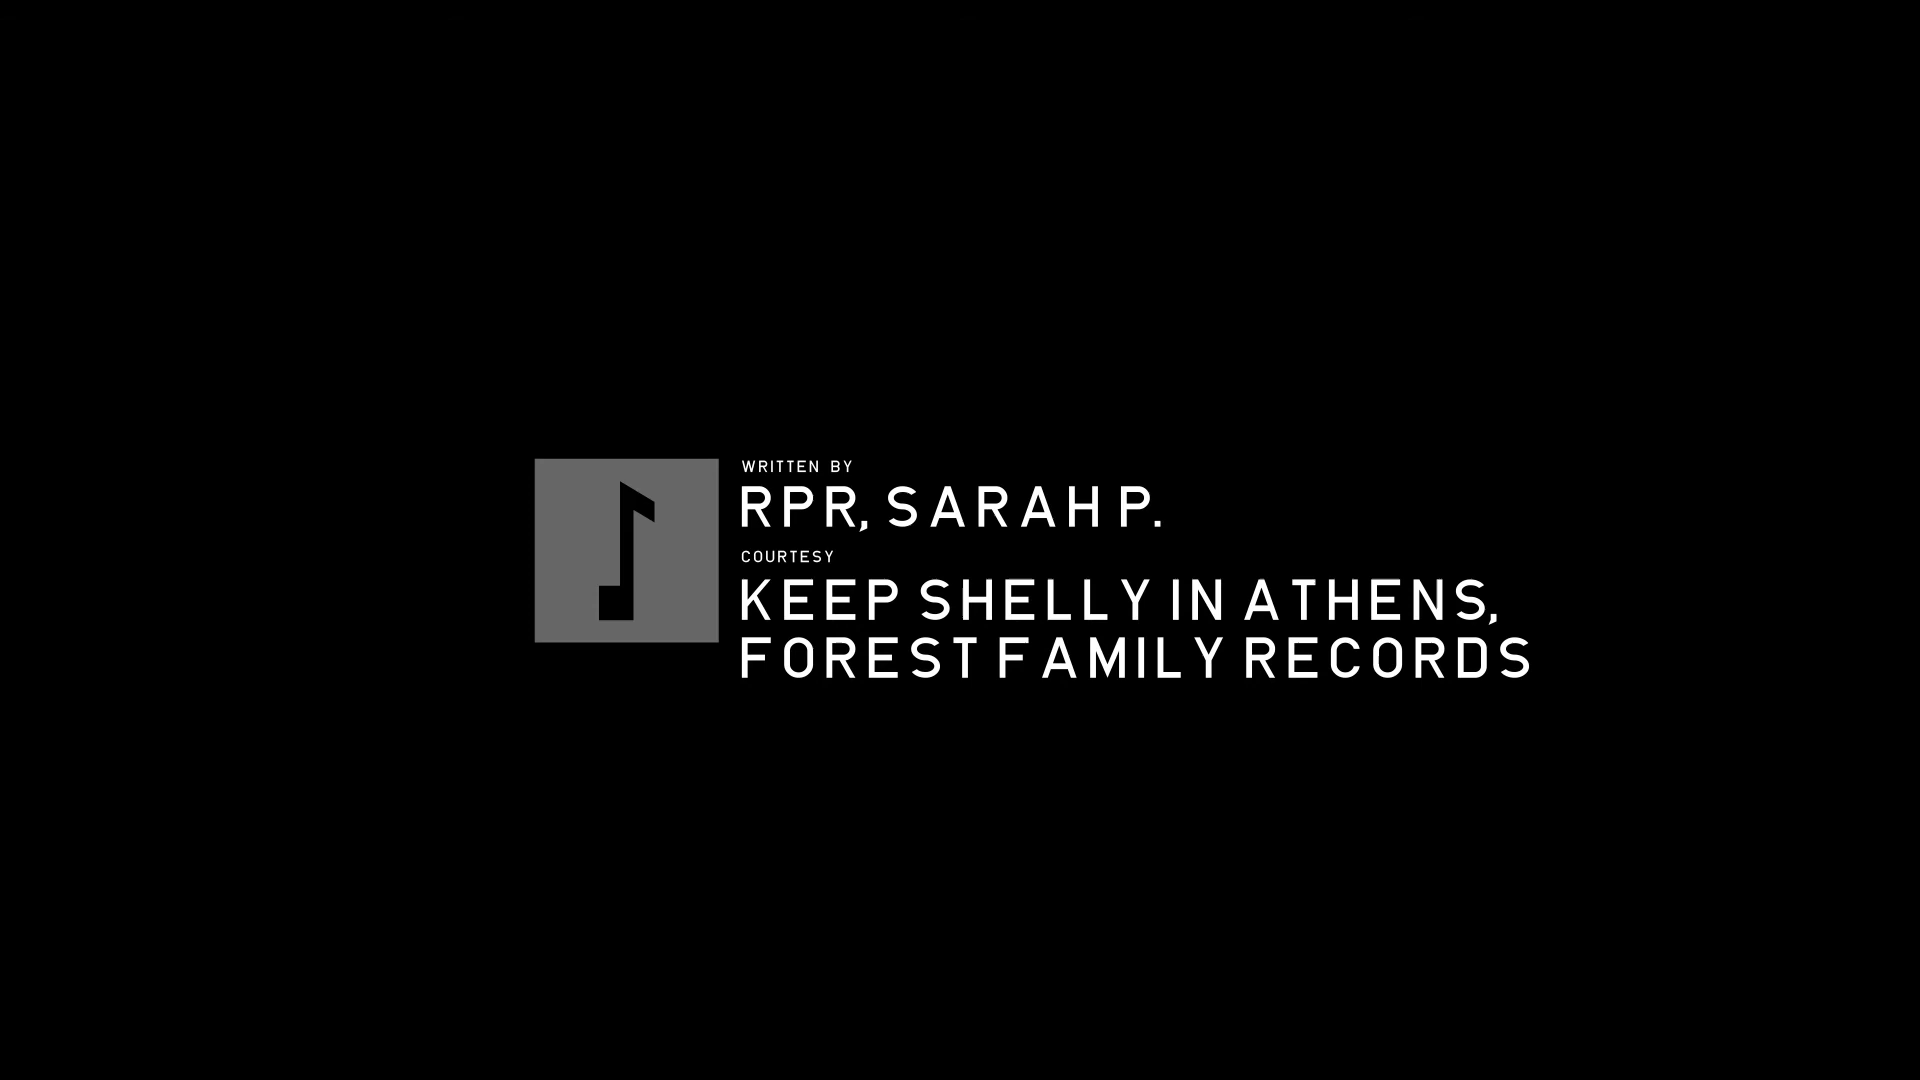 WRITTEN BY
RPR, SARAH P.
COURTESY
KEEP SHELLY IN ATHENS,
FOREST FAMILY RECORDS